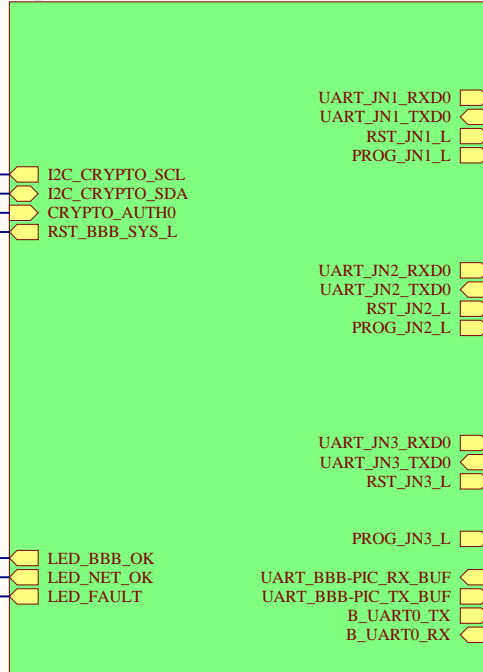 UART_JN1_RXD0
UART_JN1_TXD0
RST_JN1_L
PROG_JN1_L
I2C_CRYPTO_SCL
I2C_CRYPTO_SDA
CRYPTO_AUTH0
RST_BBB_SYS_L
UART_JN2_RXD0
UART_JN2_TXD0
RST_JN2_L
PROG_JN2_L
UART_JN3_RXD0
UART_JN3_TXD0
RST_JN3_L
PROG_JN3_L
LED_BBB_OK
LED_NET_OK
LED_FAULT
UART_BBB-PIC_RX_BUF
UART_BBB-PIC_TX_BUF
B_UART0_TX
B_UART0_RX